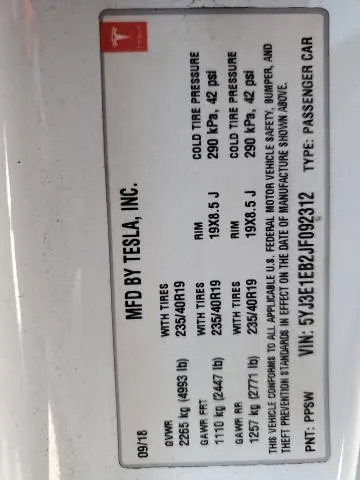 TESLA
MFD BY TESLA, INC.
09/18
GVWR WITH TIRES RIM COLD TIRE PRESSURE
2265 kg (4993 lb) 235/40R19 19X8.5 J 290 kPa, 42 psi
GAWR FRT WITH TIRES RIM COLD TIRE PRESSURE
1110 kg (2447 lb) 235/40R19 19X8.5 J 290 kPa, 42 psi
GAWR RR WITH TIRES
1257 kg (2771 lb) 235/40R19
THIS VEHICLE CONFORMS TO ALL APPLICABLE U.S. FEDERAL MOTOR VEHICLE SAFETY, BUMPER, AND
THEFT PREVENTION STANDARDS IN EFFECT ON THE DATE OF MANUFACTURE SHOWN ABOVE.
PNT: PPSW VIN: 5YJ3E1EB2JF092312 TYPE: PASSENGER CAR